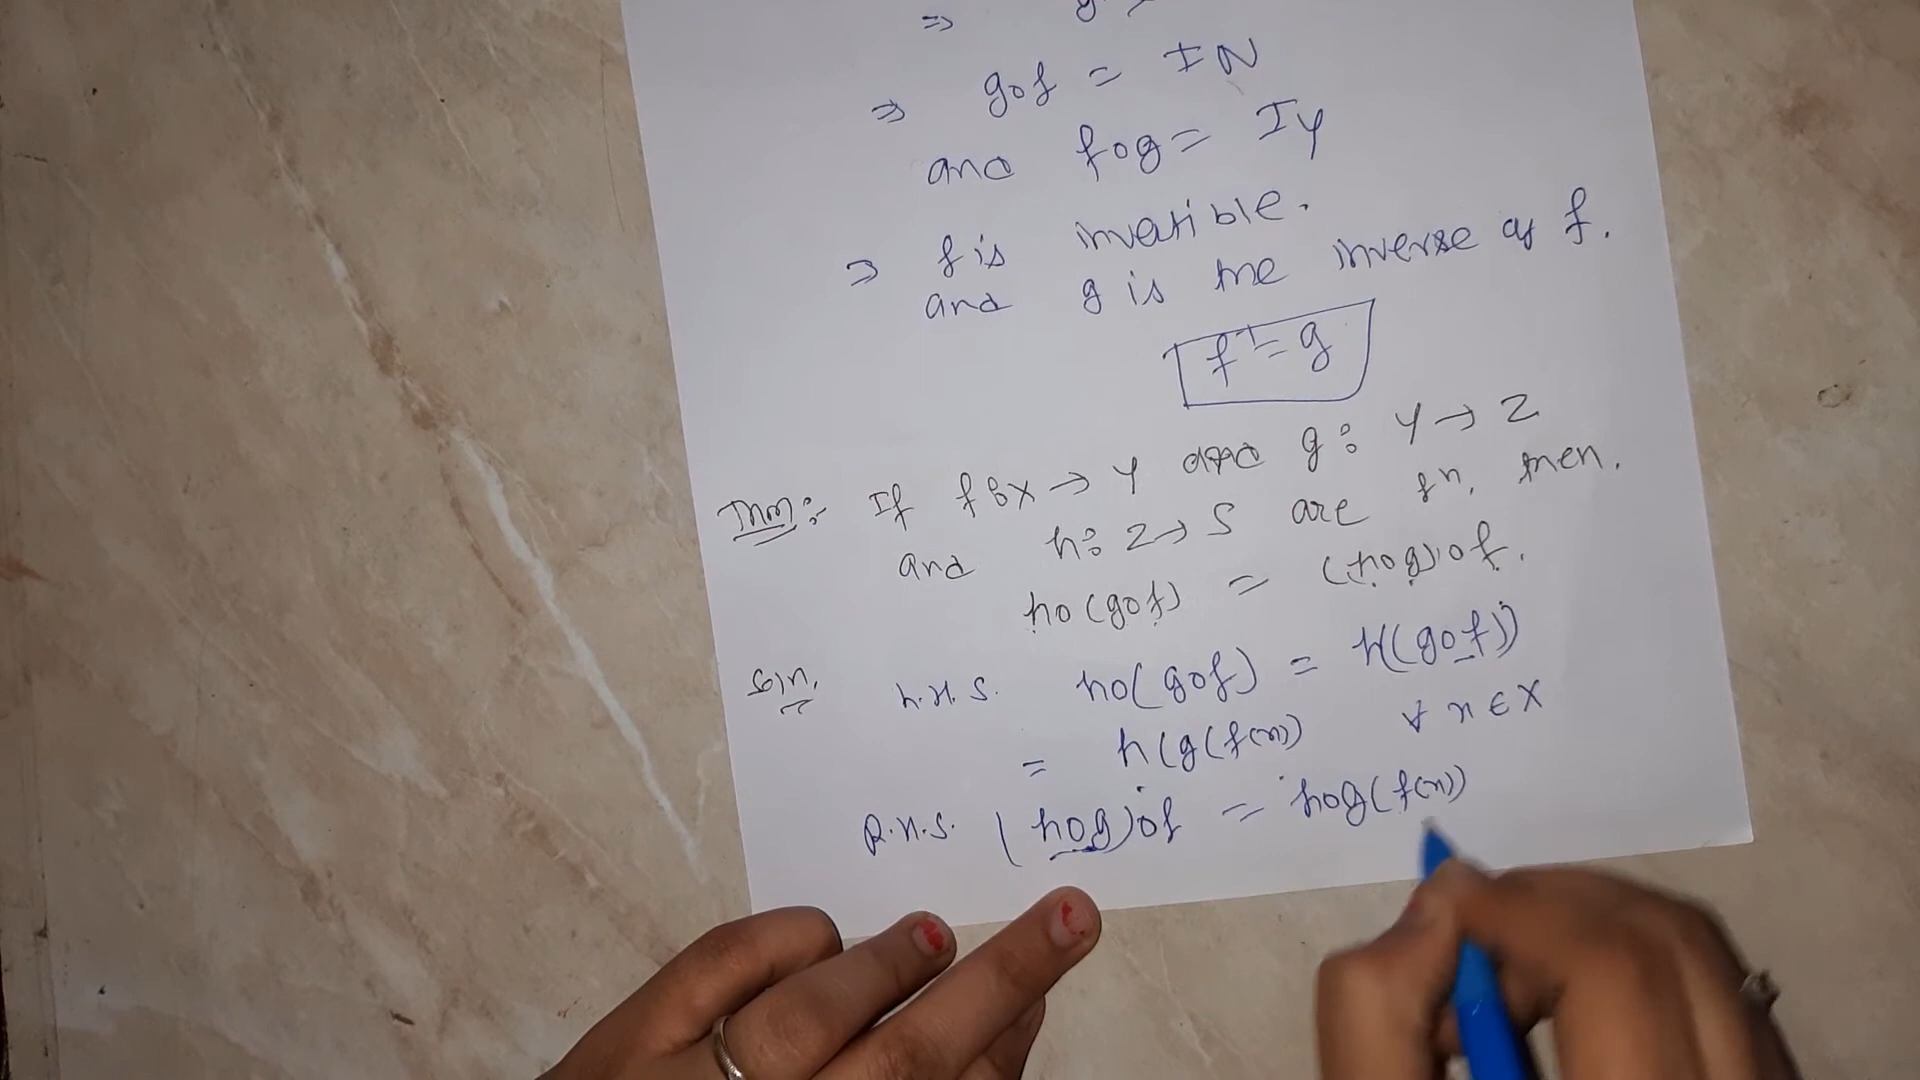 ⇒ g
⇒ gof = IN
and fog = Iy
⇒ f is invertible.
and g is the inverse of f.
f⁻¹ = g
Thm:- If f: X → Y and g: Y → Z
and h: Z → S are fn. then.
ho(gof) = (hog)of.
Sln. L.H.S. ho(gof) = h(gof))
= h(g(f(x)) ∀ x ∈ X
R.H.S. (hog)of = hog(f(x))